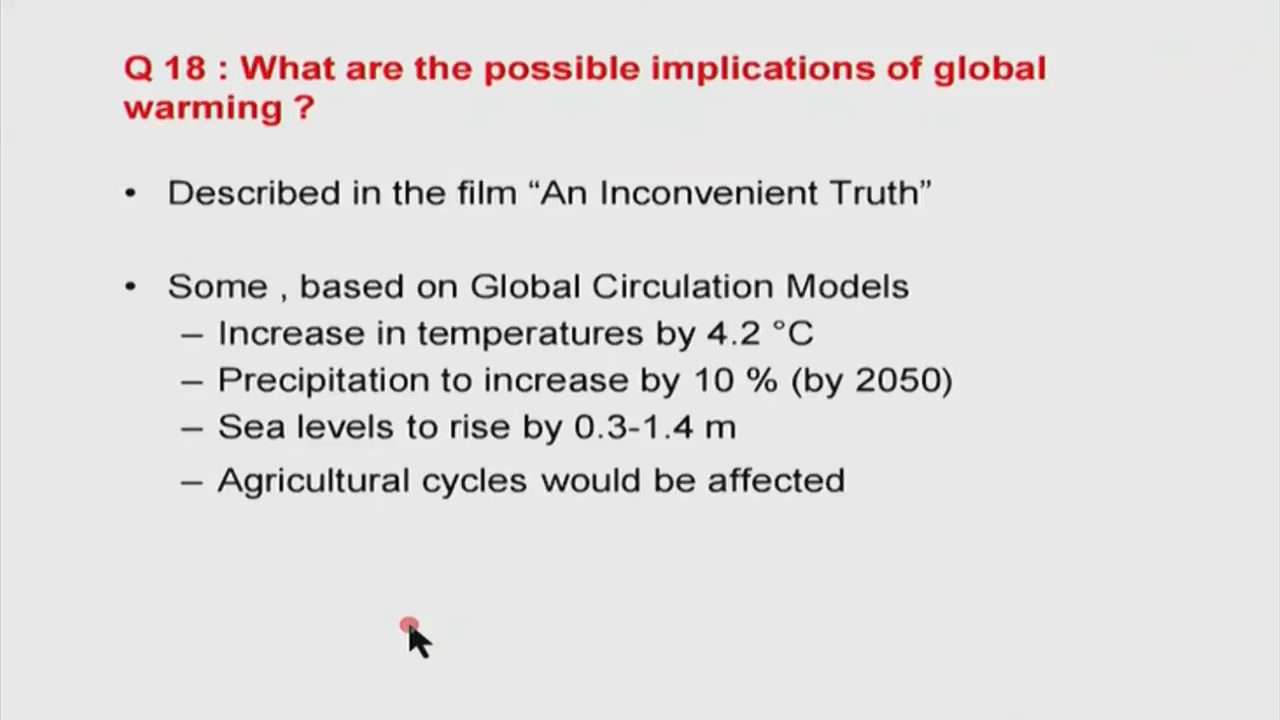 Q 18 : What are the possible implications of global
warming ?
• Described in the film “An Inconvenient Truth”
• Some , based on Global Circulation Models
– Increase in temperatures by 4.2 °C
– Precipitation to increase by 10 % (by 2050)
– Sea levels to rise by 0.3-1.4 m
– Agricultural cycles would be affected